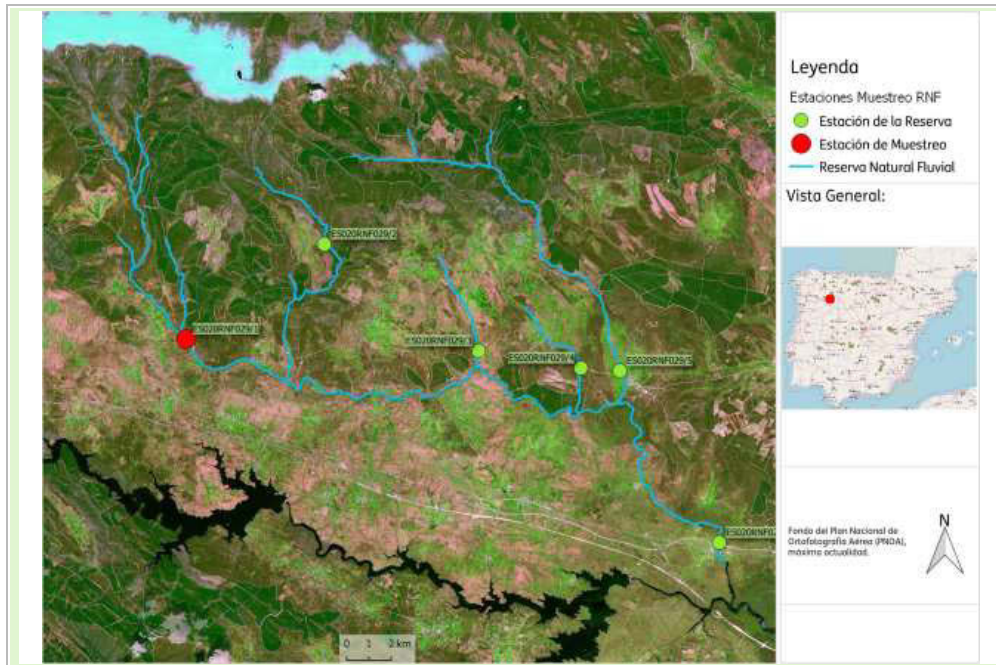 Leyenda
Estaciones Muestreo RNF
Estación de la Reserva
Estación de Muestreo
Reserva Natural Fluvial
Vista General:
ES020RNF029/2
ES020RNF029/1
ES020RNF029/3
ES020RNF029/4
ES020RNF029/5
ES020RNF02
Fondo del Plan Nacional de
Ortofotografía Aérea (PNOA),
máxima actualidad.
N
0 1 2 km